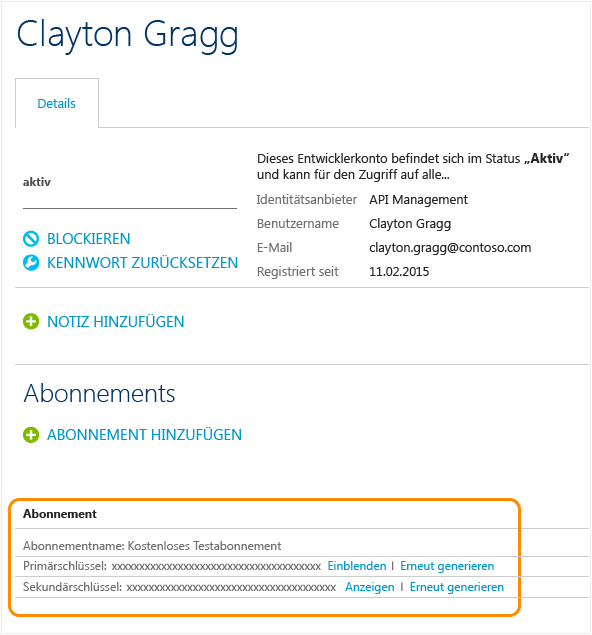 Clayton Gragg
Details
aktiv
Dieses Entwicklerkonto befindet sich im Status „Aktiv“
und kann für den Zugriff auf alle...
Identitätsanbieter API Management
Benutzername Clayton Gragg
E-Mail clayton.gragg@contoso.com
Registriert seit 11.02.2015
BLOCKIEREN
KENNWORT ZURÜCKSETZEN
NOTIZ HINZUFÜGEN
Abonnements
ABONNEMENT HINZUFÜGEN
Abonnement
Abonnementname: Kostenloses Testabonnement
Primärschlüssel: xxxxxxxxxxxxxxxxxxxxxxxxxxxxxxxxxxxxxx Einblenden | Erneut generieren
Sekundärschlüssel: xxxxxxxxxxxxxxxxxxxxxxxxxxxxxxxxxxxxxx Anzeigen | Erneut generieren